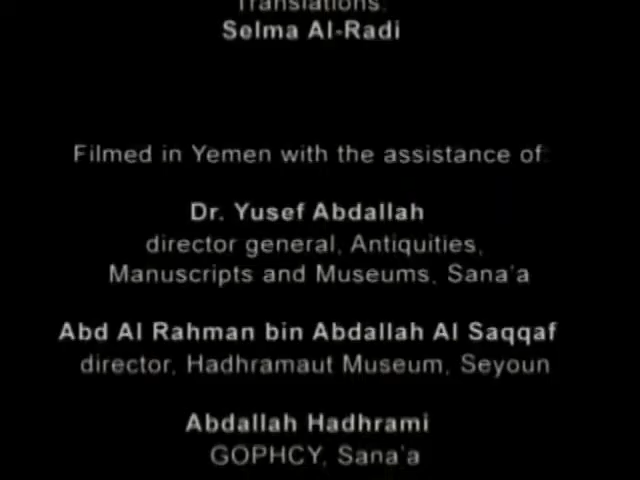 Translations:
Selma Al-Radi
Filmed in Yemen with the assistance of:
Dr. Yusef Abdallah
director general, Antiquities,
Manuscripts and Museums, Sana'a
Abd Al Rahman bin Abdallah Al Saqqaf
director, Hadhramaut Museum, Seyoun
Abdallah Hadhrami
GOPHCY, Sana'a